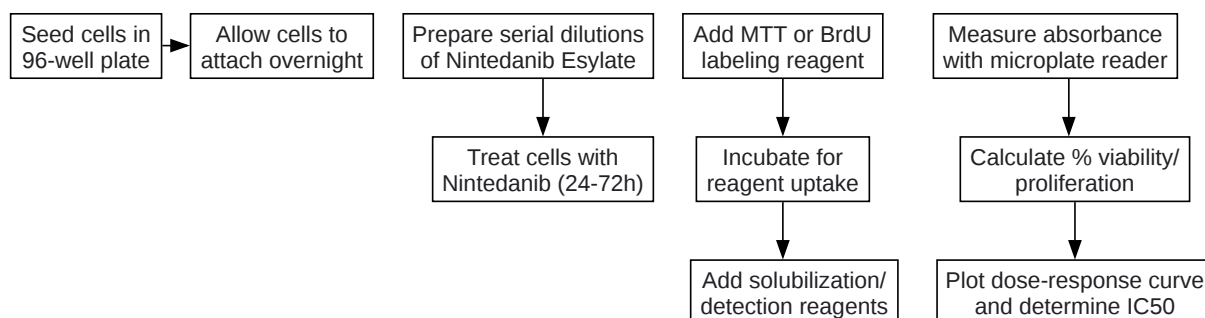 Seed cells in
96-well plate
Allow cells to
attach overnight
Prepare serial dilutions
of Nintedanib Esylate
Treat cells with
Nintedanib (24-72h)
Add MTT or BrdU
labeling reagent
Incubate for
reagent uptake
Add solubilization/
detection reagents
Measure absorbance
with microplate reader
Calculate % viability/
proliferation
Plot dose-response curve
and determine IC50